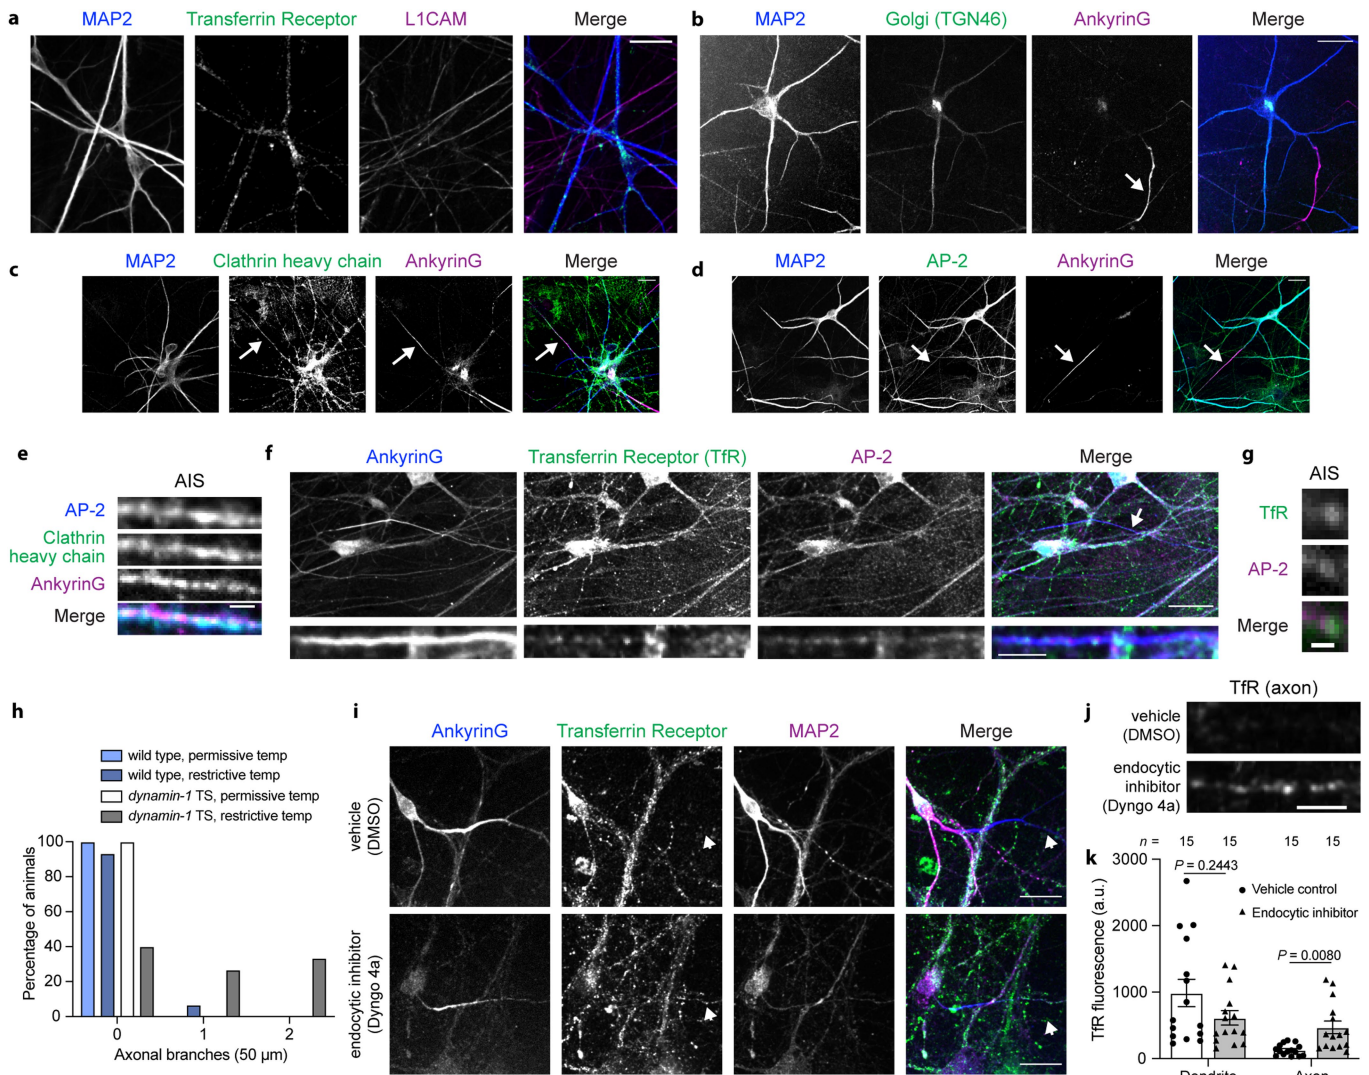 a
MAP2 Transferrin Receptor L1CAM Merge
b
MAP2 Golgi (TGN46) AnkyrinG Merge
c
MAP2 Clathrin heavy chain AnkyrinG Merge
d
MAP2 AP-2 AnkyrinG Merge
e
AIS
AP-2
Clathrin
heavy chain
AnkyrinG
Merge
f
AnkyrinG Transferrin Receptor (TfR) AP-2 Merge
g
AIS
TfR
AP-2
Merge
h
wild type, permissive temp
wild type, restrictive temp
dynamin-1 TS, permissive temp
dynamin-1 TS, restrictive temp
Percentage of animals
100
80
60
40
20
0
0 1 2
Axonal branches (50 µm)
i
AnkyrinG Transferrin Receptor MAP2 Merge
vehicle
(DMSO)
endocytic inhibitor
(Dyngo 4a)
j
TfR (axon)
vehicle
(DMSO)
endocytic
inhibitor
(Dyngo 4a)
k
n = 15 15 15 15
P = 0.2443
P = 0.0080
Vehicle control
Endocytic inhibitor
TfR fluorescence (a.u.)
3000
2000
1000
0
Dendrite Axon